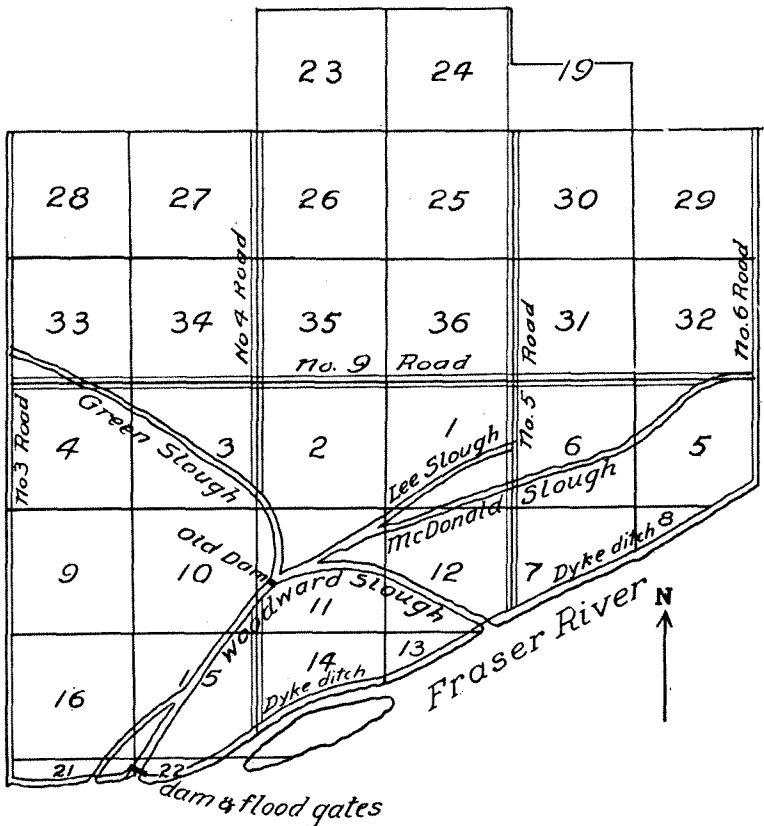 23 24 19
28 27 26 25 30 29
No 4 Road
No. 6 Road
33 34 35 36 31 32
Road
No. 9 Road
No 3 Road
Green Slough
4 3 2 1 6 5
No. 5
Lee Slough
McDonald Slough
Old Dam
9 10 11 12 7 8
Dyke ditch
Woodward Slough
Fraser River
N
16 15 14 13
Dyke ditch
21 22
dam & flood gates